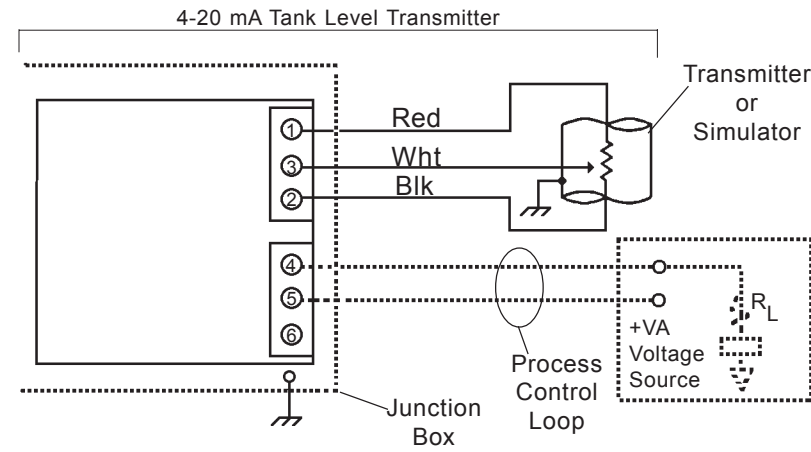 4-20 mA Tank Level Transmitter
Transmitter
or
Simulator
1
Red
3
Wht
2
Blk
4
5
6
R
L
+VA
Voltage
Source
Process
Control
Loop
Junction
Box